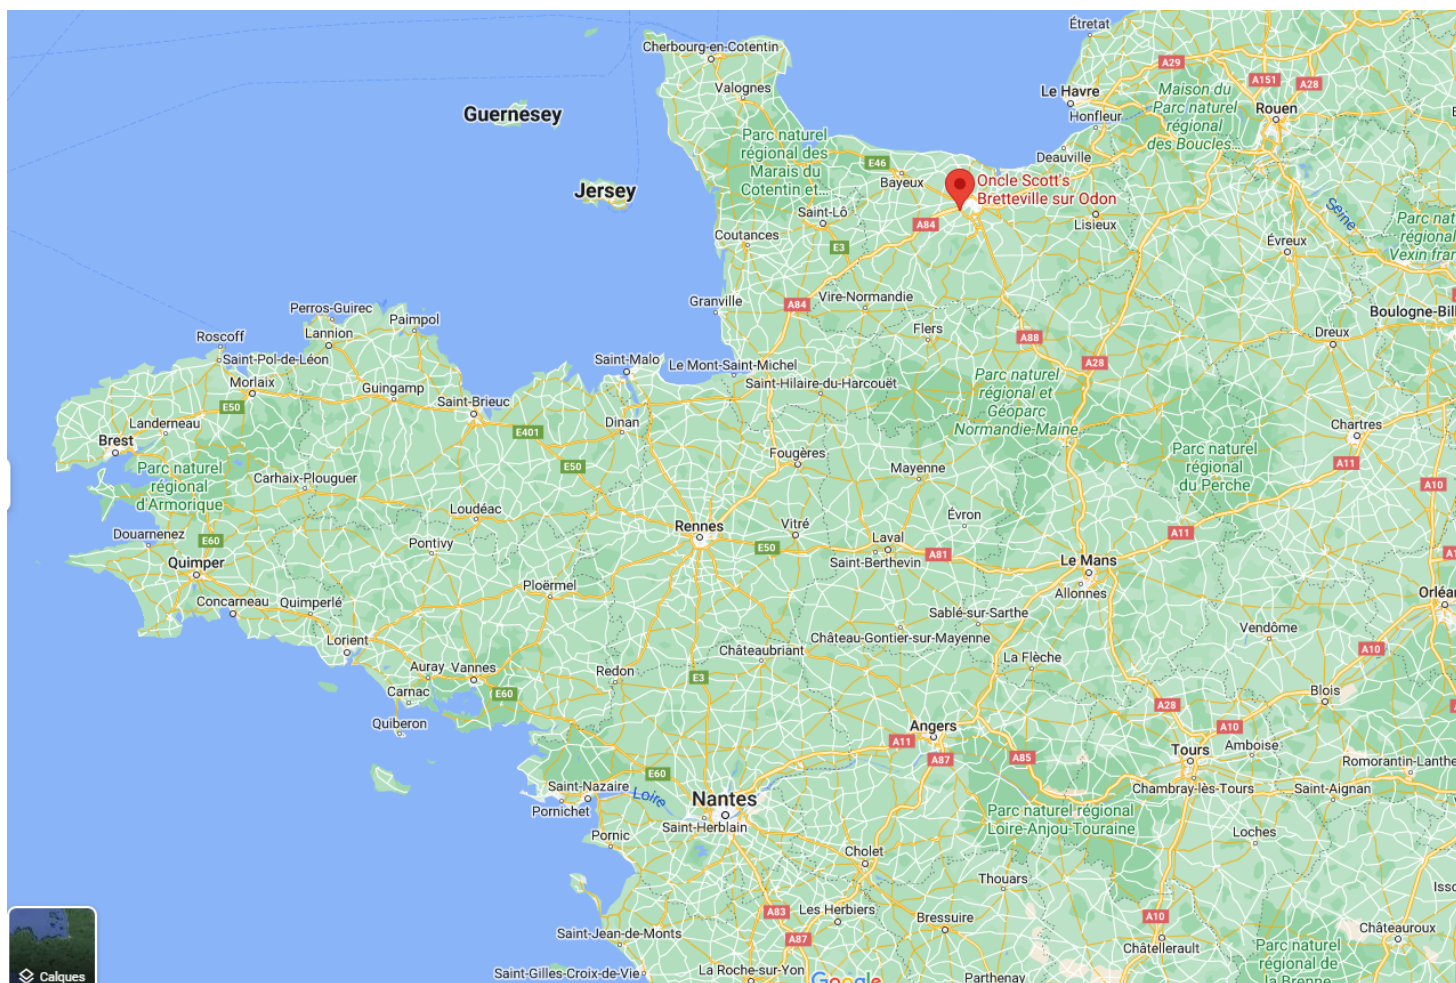 Étretat
Cherbourg-en-Cotentin
A29
A151
A28
Valognes
Le Havre
Maison du
Parc naturel
régional
des Boucles...
Rouen
Guernesey
Honfleur
Parc naturel
régional des
Marais du
Cotentin et...
E46
Deauville
Bayeux
Oncle Scott's
Bretteville sur Odon
Jersey
Saint-Lô
A84
Lisieux
Seine
Parc nat
régional
Vexin fran
Coutances
E3
Évreux
Granville
A84
Vire-Normandie
Perros-Guirec
Paimpol
Boulogne-Bill
Roscoff
Lannion
Flers
A88
Dreux
Saint-Pol-de-Léon
Saint-Malo
Le Mont-Saint-Michel
A28
Morlaix
Guingamp
Saint-Hilaire-du-Harcouët
Parc naturel
régional et
Géoparc
Normandie-Maine
E50
Saint-Brieuc
Landerneau
E401
Dinan
Chartres
Brest
Fougères
Parc naturel
régional
du Perche
A11
Parc naturel
régional
d'Armorique
E50
Mayenne
Carhaix-Plouguer
A10
Loudéac
Évron
Rennes
Vitré
Douarnenez
E60
Pontivy
E50
Laval
A81
A11
Saint-Berthevin
Quimper
Le Mans
Ploërmel
Allonnes
Orléan
Concarneau
Quimperlé
Sablé-sur-Sarthe
Vendôme
Lorient
Château-Gontier-sur-Mayenne
Châteaubriant
A10
La Flèche
Auray
Vannes
Redon
E3
Carnac
E60
Blois
A28
Quiberon
Angers
A10
A11
Tours
Amboise
A87
A85
Romorantin-Lanthe
E60
Saint-Nazaire
Loire
Nantes
Chambray-lès-Tours
Saint-Aignan
Pornichet
Saint-Herblain
Parc naturel régional
Loire-Anjou-Touraine
Pornic
Loches
Cholet
Thouars
Isso
A83
Les Herbiers
Bressuire
A10
Saint-Jean-de-Monts
A87
Châteauroux
Châtellerault
Parc naturel
régional de
la Brenne
Saint-Gilles-Croix-de-Vie
La Roche-sur-Yon
Google
Parthenay
Calques